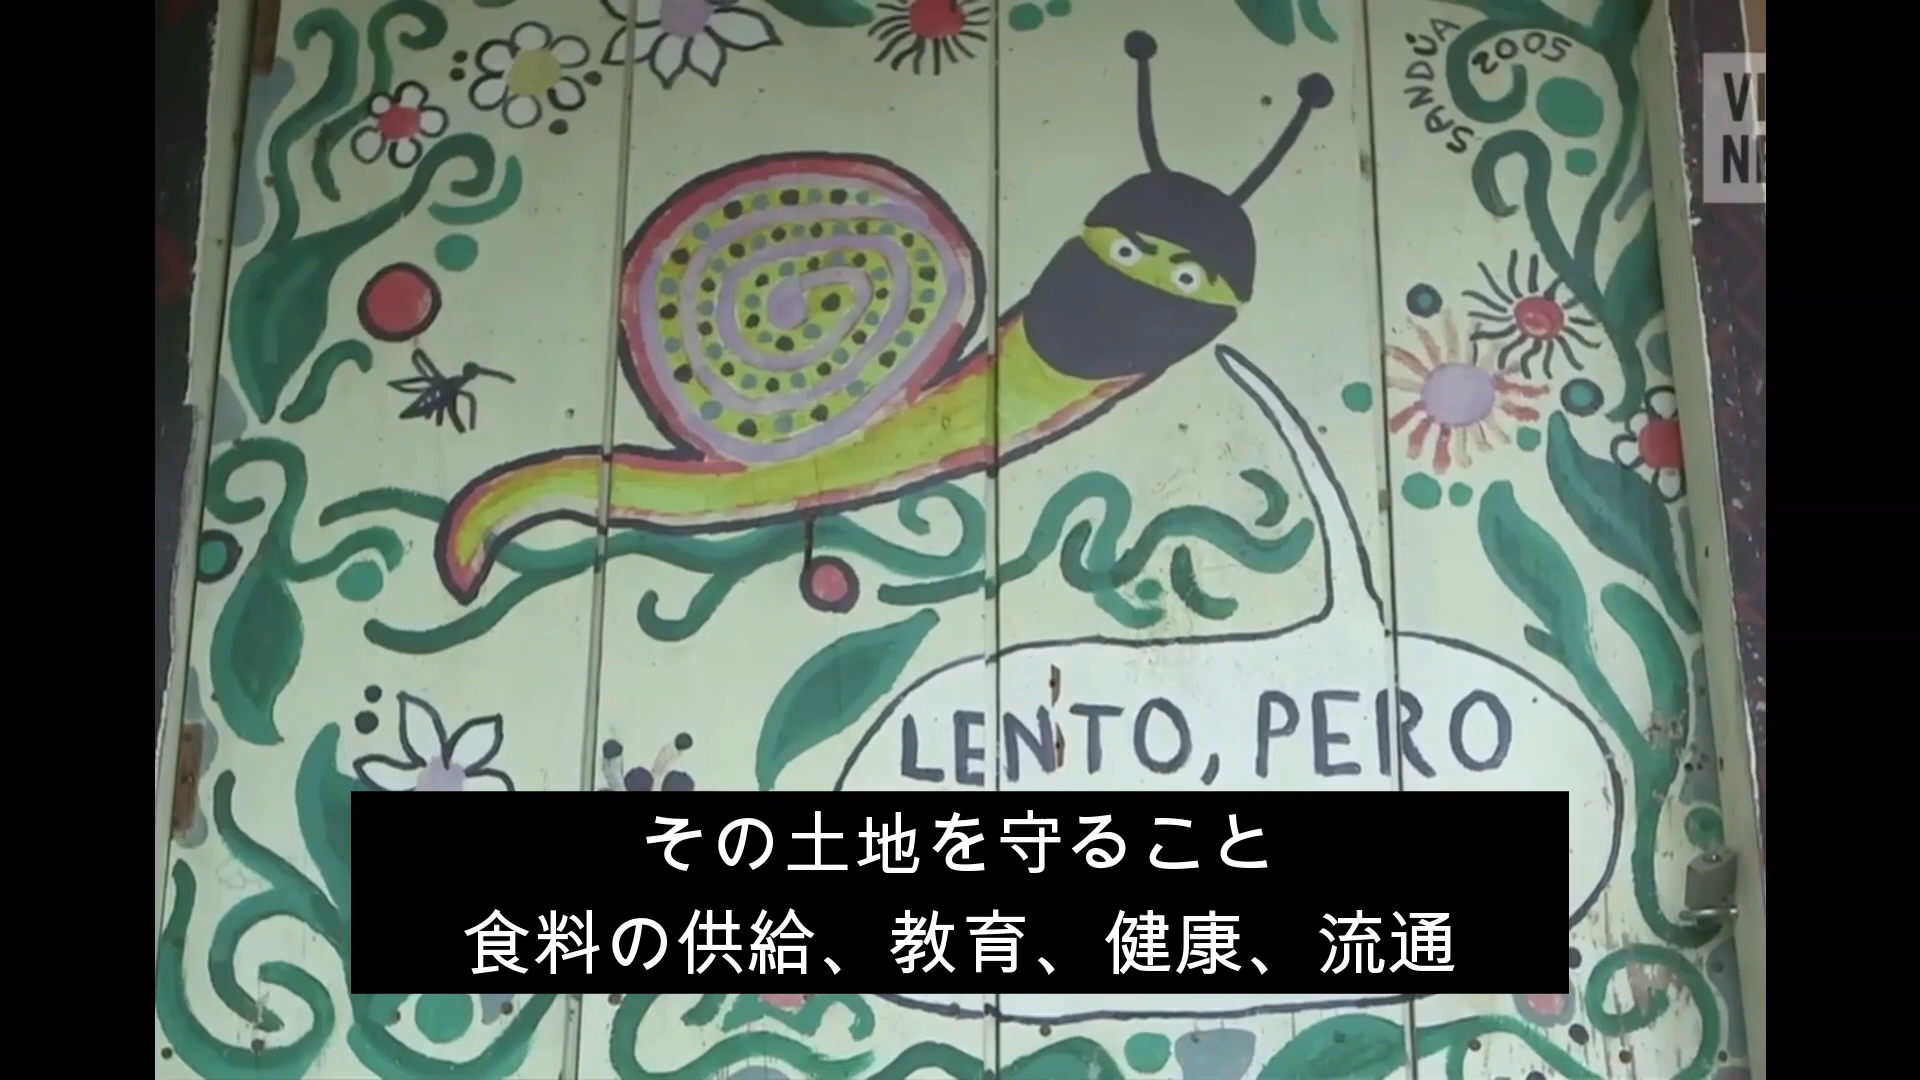 SANDÚA
2005
LENTO, PERO
その土地を守ること
食料の供給、教育、健康、流通